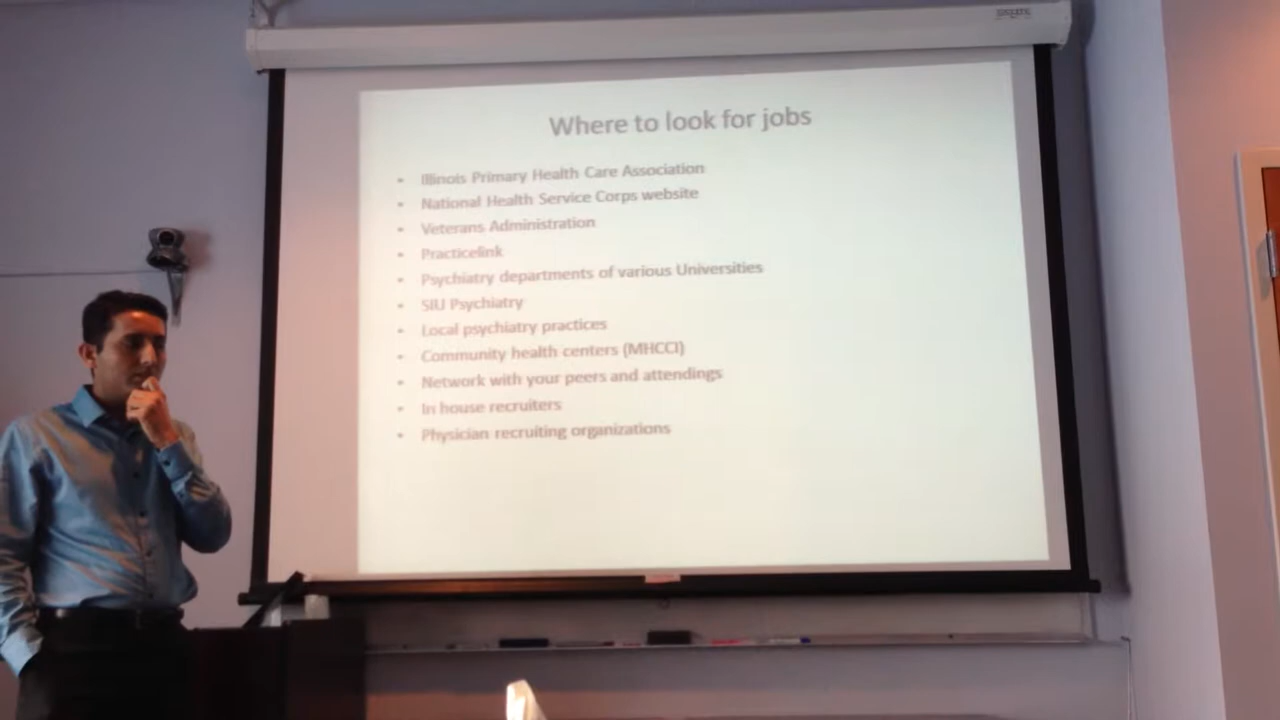 Where to look for jobs
• Illinois Primary Health Care Association
• National Health Service Corps website
• Veterans Administration
• Practicelink
• Psychiatry departments of various Universities
• SIU Psychiatry
• Local psychiatry practices
• Community health centers (MHCCI)
• Network with your peers and attendings
• In house recruiters
• Physician recruiting organizations